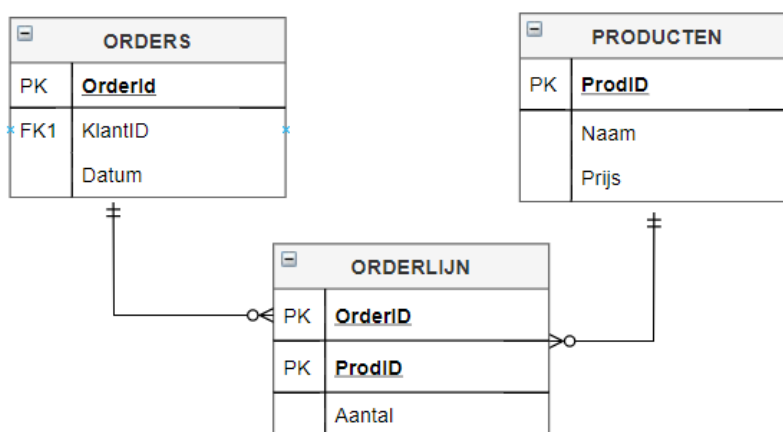 ORDERS
PK OrderId
FK1 KlantID
Datum
PRODUCTEN
PK ProdID
Naam
Prijs
ORDERLIJN
PK OrderID
PK ProdID
Aantal